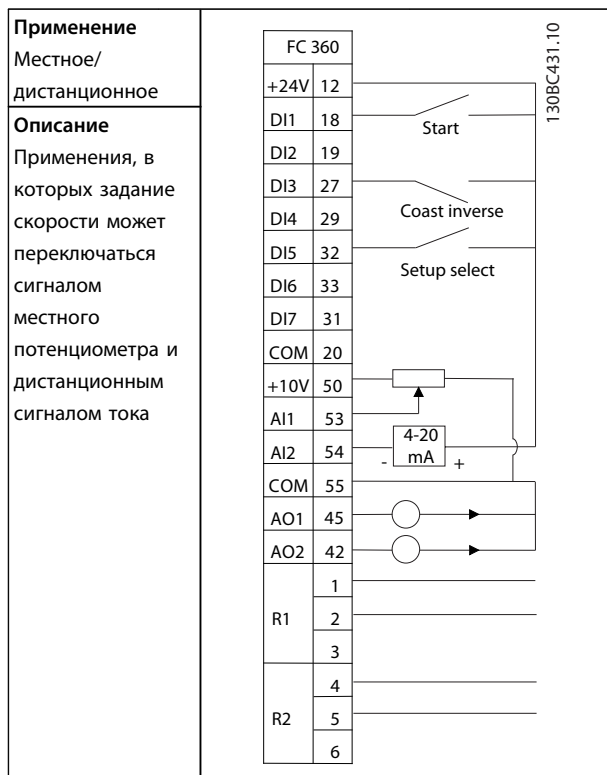 Применение
Местное/
дистанционное
Описание
Применения, в
которых задание
скорости может
переключаться
сигналом
местного
потенциометра и
дистанционным
сигналом тока
FC 360
+24V 12
DI1 18
Start
DI2 19
DI3 27
Coast inverse
DI4 29
DI5 32
Setup select
DI6 33
DI7 31
COM 20
+10V 50
AI1 53
AI2 54
4-20
mA
- +
COM 55
AO1 45
AO2 42
R1
1
2
3
R2
4
5
6
130BC431.10